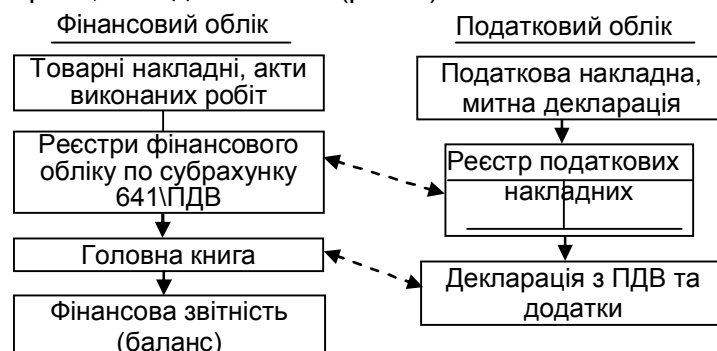 Фінансовий облік
Товарні накладні, акти
виконаних робіт
Реєстри фінансового
обліку по субрахунку
641\ПДВ
Головна книга
Фінансова звітність
(баланс)
Податковий облік
Податкова накладна,
митна декларація
Реєстр податкових
накладних
Декларація з ПДВ та
додатки